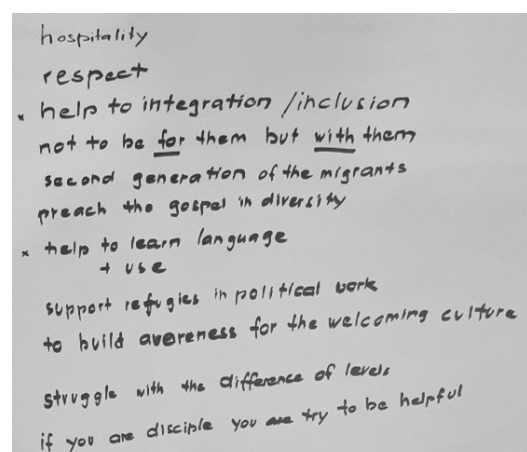 hospitality
respect
* help to integration / inclusion
not to be for them but with them
second generation of the migrants
preach the gospel in diversity
* help to learn language
+ use
support refugies in political work
to build avereness for the welcoming culture
struggle with the difference of levels
if you are disciple you are try to be helpful